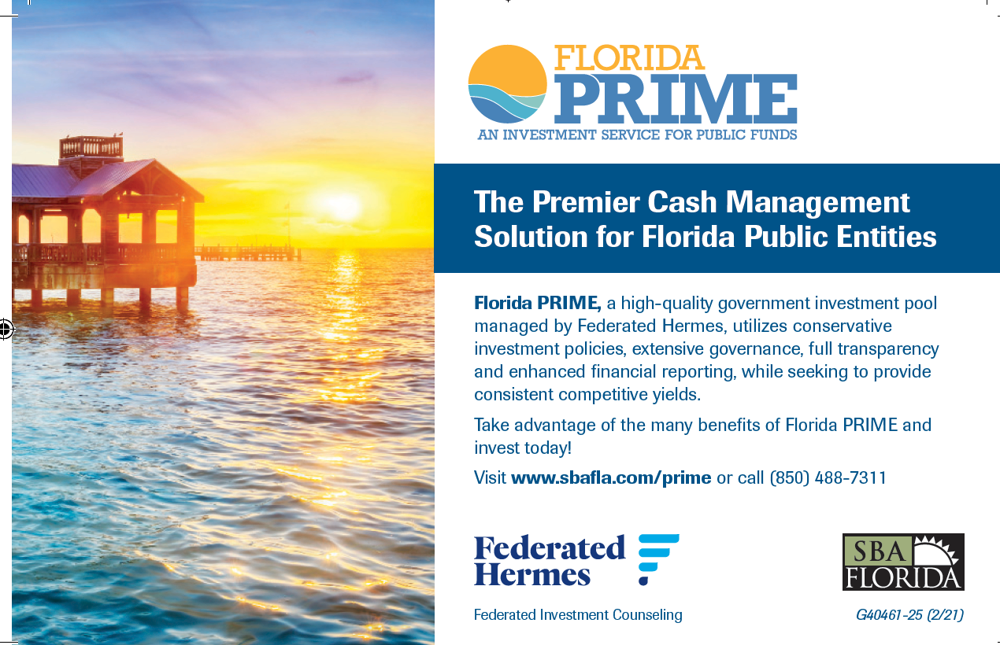 FLORIDA
PRIME
AN INVESTMENT SERVICE FOR PUBLIC FUNDS
The Premier Cash Management
Solution for Florida Public Entities
Florida PRIME, a high-quality government investment pool
managed by Federated Hermes, utilizes conservative
investment policies, extensive governance, full transparency
and enhanced financial reporting, while seeking to provide
consistent competitive yields.
Take advantage of the many benefits of Florida PRIME and
invest today!
Visit www.sbafla.com/prime or call (850) 488-7311
Federated
Hermes
SBA
FLORIDA
Federated Investment Counseling
G40461-25 (2/21)